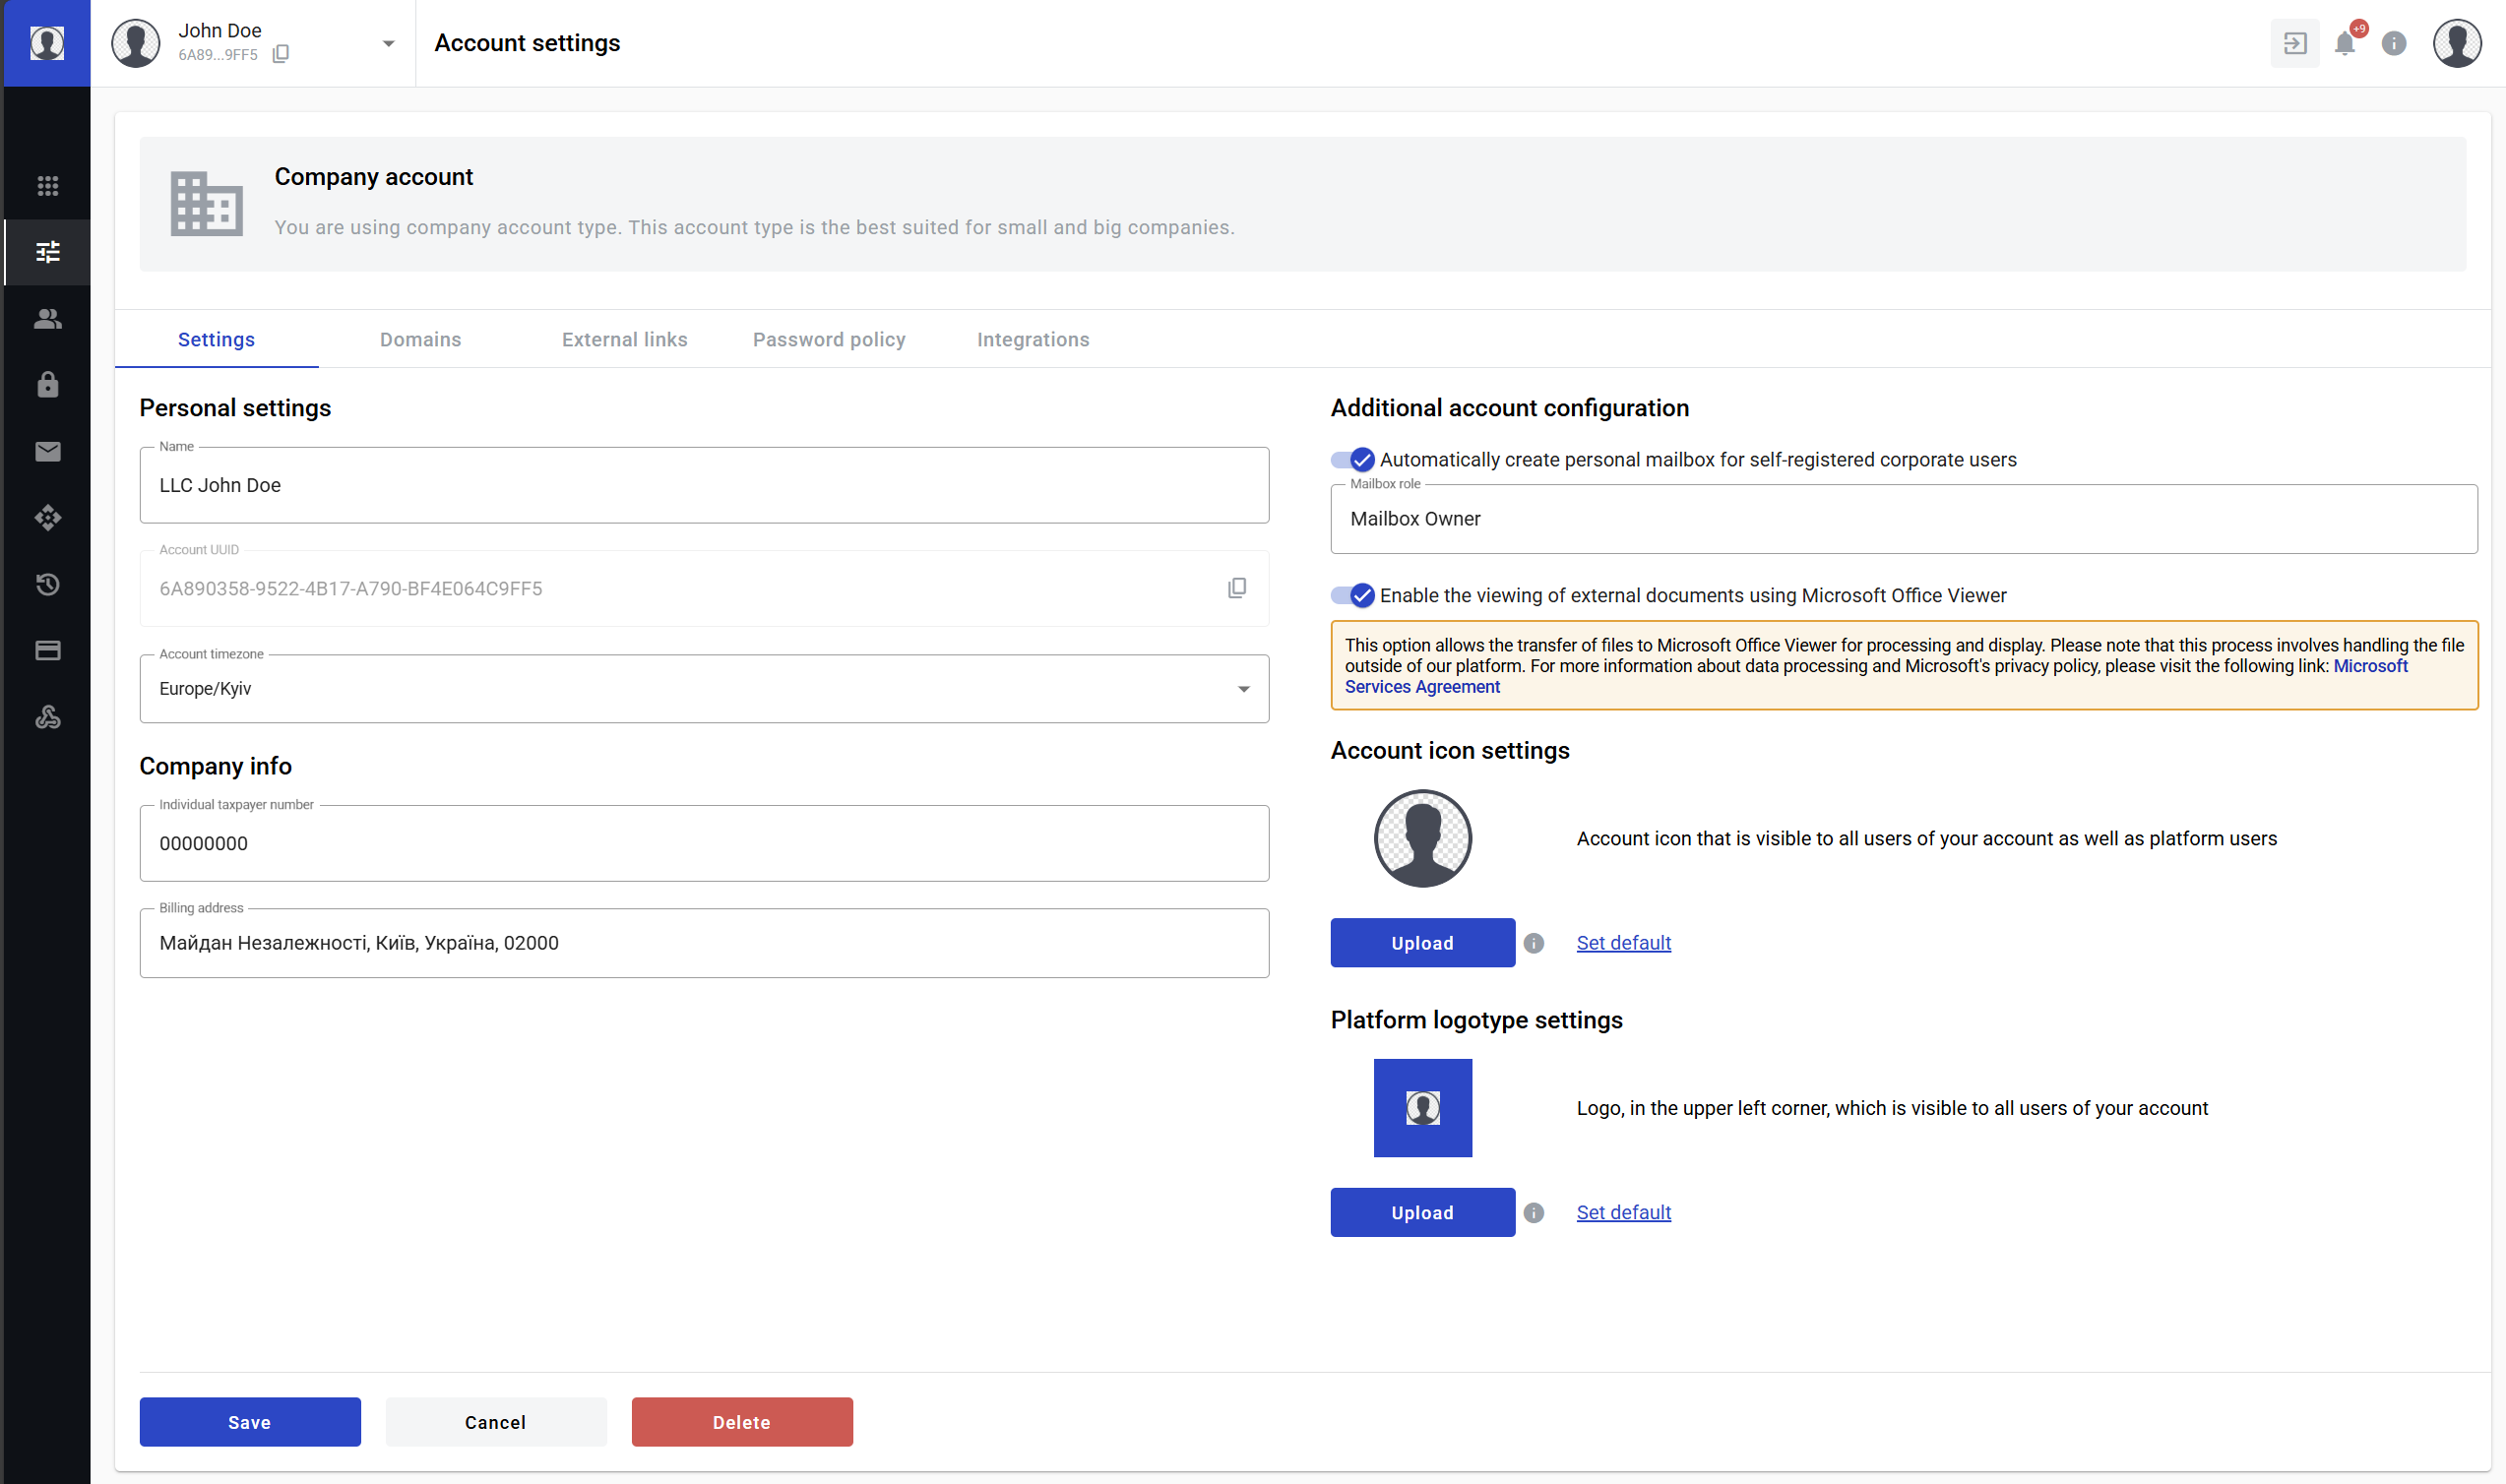 John Doe
6A89...9FF5
Account settings
+9
Company account
You are using company account type. This account type is the best suited for small and big companies.
Settings
Domains
External links
Password policy
Integrations
Personal settings
Name
LLC John Doe
Account UUID
6A890358-9522-4B17-A790-BF4E064C9FF5
Account timezone
Europe/Kyiv
Company info
Individual taxpayer number
00000000
Billing address
Майдан Незалежності, Київ, Україна, 02000
Additional account configuration
Automatically create personal mailbox for self-registered corporate users
Mailbox role
Mailbox Owner
Enable the viewing of external documents using Microsoft Office Viewer
This option allows the transfer of files to Microsoft Office Viewer for processing and display. Please note that this process involves handling the file
outside of our platform. For more information about data processing and Microsoft's privacy policy, please visit the following link: Microsoft
Services Agreement
Account icon settings
Account icon that is visible to all users of your account as well as platform users
Upload
Set default
Platform logotype settings
Logo, in the upper left corner, which is visible to all users of your account
Upload
Set default
Save
Cancel
Delete